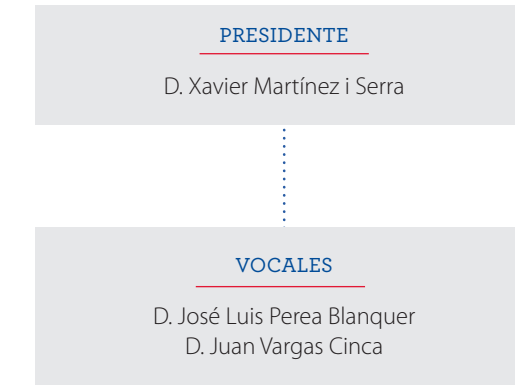 PRESIDENTE
D. Xavier Martínez i Serra
VOCALES
D. José Luis Perea Blanquer
D. Juan Vargas Cinca